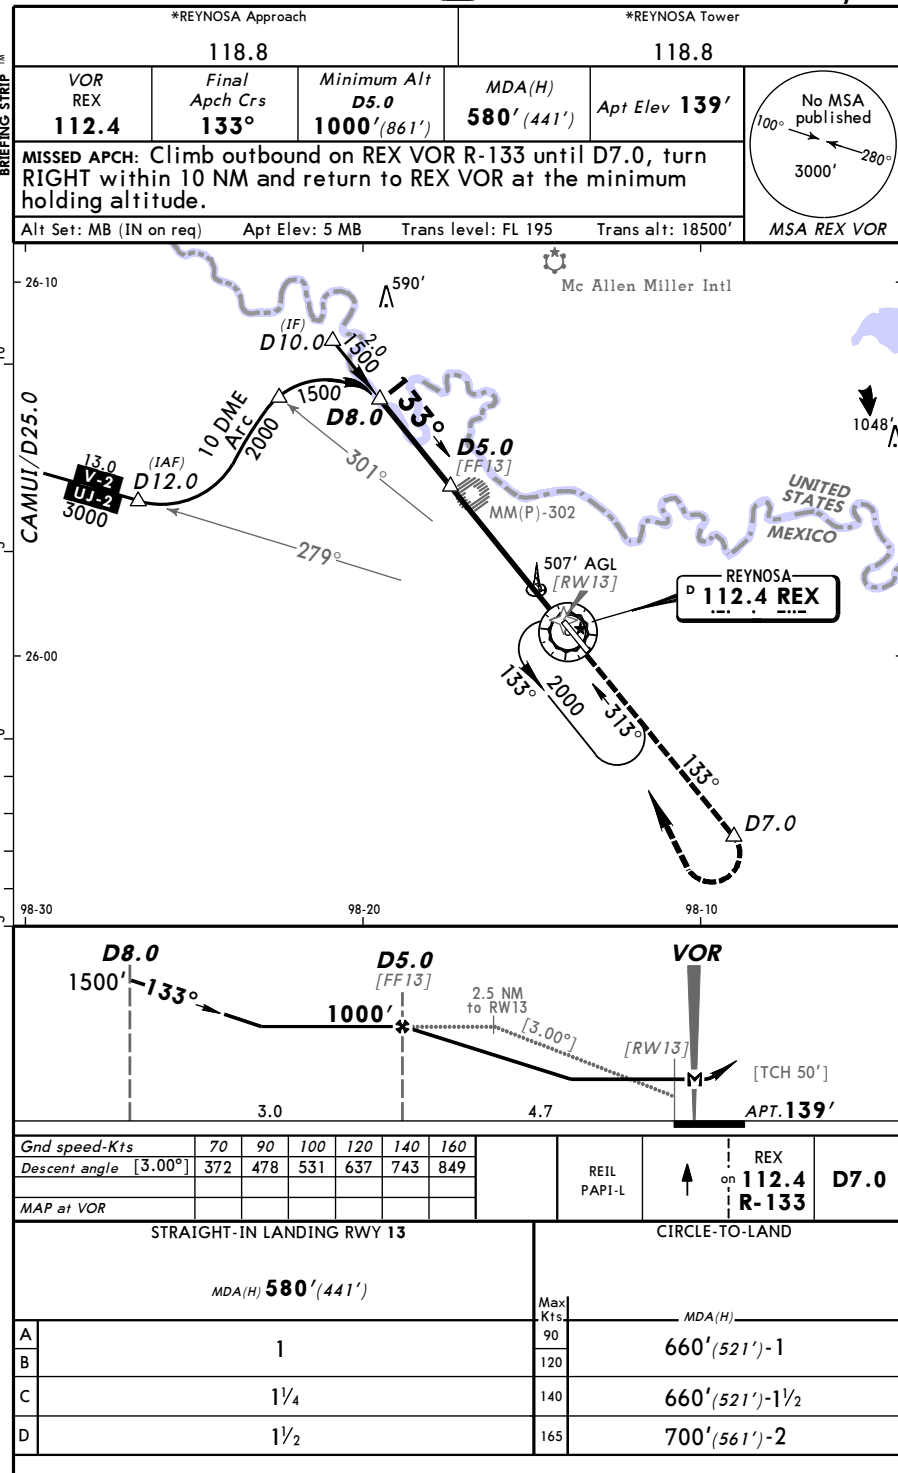 *REYNOSA Approach
118.8
*REYNOSA Tower
118.8
BRIEFING STRIP TM
VOR
REX
112.4
Final
Apch Crs
133°
Minimum Alt
D5.0
1000'(861')
MDA(H)
580'(441')
Apt Elev 139'
No MSA
published
100°
280°
3000'
MSA REX VOR
MISSED APCH: Climb outbound on REX VOR R-133 until D7.0, turn
RIGHT within 10 NM and return to REX VOR at the minimum
holding altitude.
Alt Set: MB (IN on req) Apt Elev: 5 MB Trans level: FL 195 Trans alt: 18500'
26-10
590'
Mc Allen Miller Intl
(IF)
D10.0
2.0
1500
1500
D8.0
133°
10 DME
Arc
2000
1048'
CAMUI/D25.0
13.0
V-2
UJ-2
3000
(IAF)
D12.0
301°
D5.0
[FF13]
MM(P)-302
UNITED
STATES
MEXICO
279°
507' AGL
[RW13]
REYNOSA
D 112.4 REX
26-00
133°
2000
313°
133°
D7.0
98-30
98-20
98-10
D8.0
1500'
133°
D5.0
[FF13]
1000'
2.5 NM
to RW13
[3.00°]
[RW13]
VOR
M
[TCH 50']
3.0
4.7
APT. 139'
Gnd speed-Kts 70 90 100 120 140 160
Descent angle [3.00°] 372 478 531 637 743 849
MAP at VOR
REIL
PAPI-L
on
REX
112.4
R-133
D7.0
STRAIGHT-IN LANDING RWY 13
MDA(H) 580'(441')
CIRCLE-TO-LAND
Max
Kts
MDA(H)
A
B
1
90
120
660'(521')-1
C
1¼
140
660'(521')-1½
D
1½
165
700'(561')-2